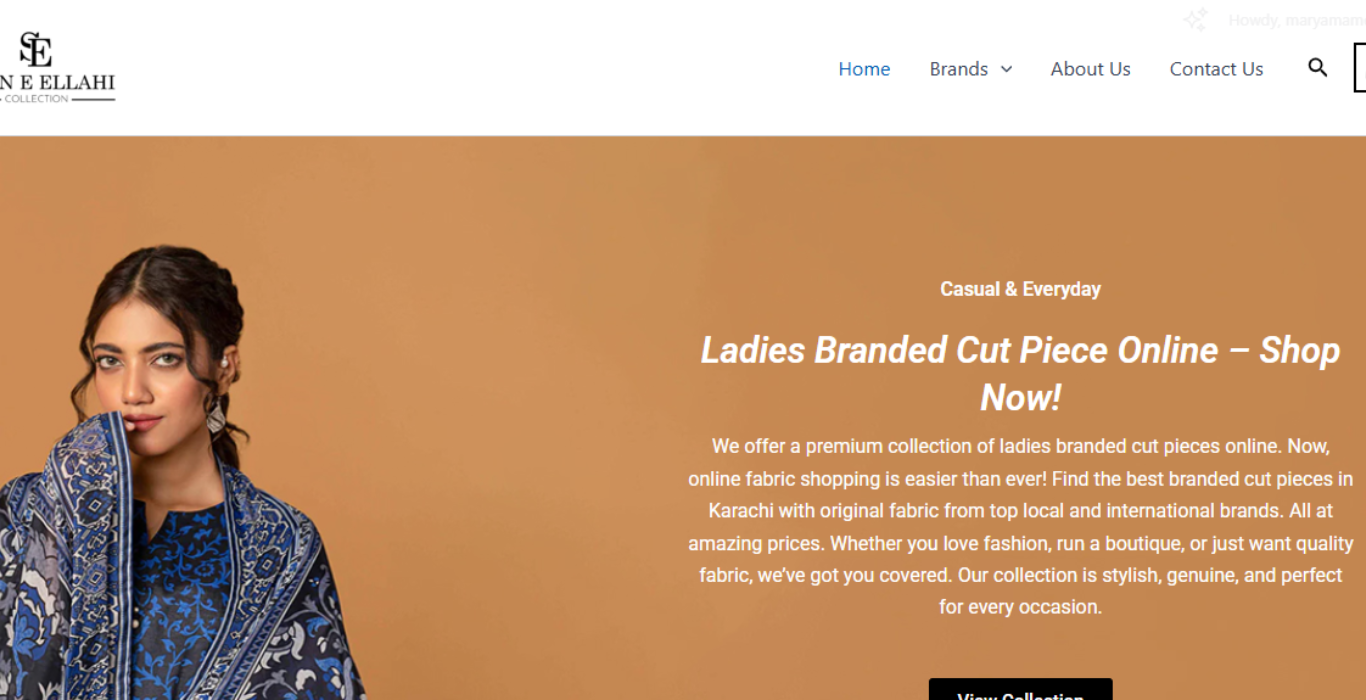 Howdy,
SE
N E ELLAHI
COLLECTION
Home Brands About Us Contact Us
Casual & Everyday
Ladies Branded Cut Piece Online – Shop
Now!
We offer a premium collection of ladies branded cut pieces online. Now,
online fabric shopping is easier than ever! Find the best branded cut pieces in
Karachi with original fabric from top local and international brands. All at
amazing prices. Whether you love fashion, run a boutique, or just want quality
fabric, we've got you covered. Our collection is stylish, genuine, and perfect
for every occasion.
View Collection